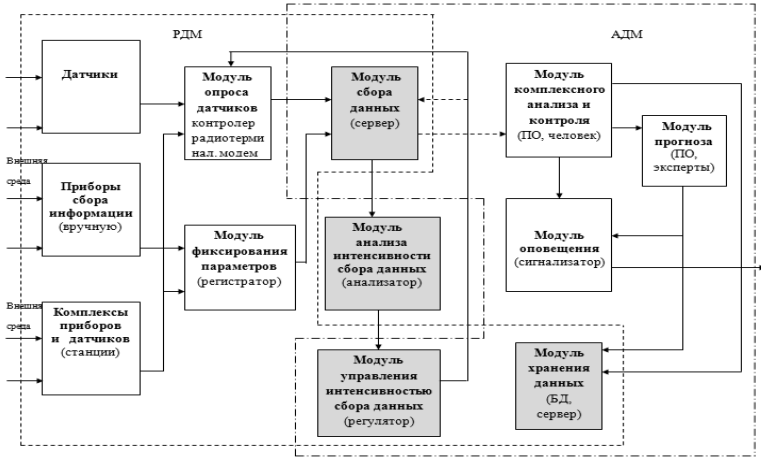 РДМ
АДМ
Датчики
Модуль
опроса
датчиков
контролер
радиотерми
нал. модем
Модуль
сбора
данных
(сервер)
Модуль
комплексного
анализа и
контроля
(ПО, человек)
Модуль
прогноза
(ПО,
эксперты)
Внешняя
среда
Приборы
сбора
информации
(вручную)
Модуль
фиксирования
параметров
(регистратор)
Модуль
анализа
интенсивности
сбора данных
(анализатор)
Модуль
оповещения
(сигнализатор)
Внешняя
среда
Комплексы
приборов
и датчиков
(станции)
Модуль
управления
интенсивностью
сбора данных
(регулятор)
Модуль
хранения
данных
(БД,
сервер)